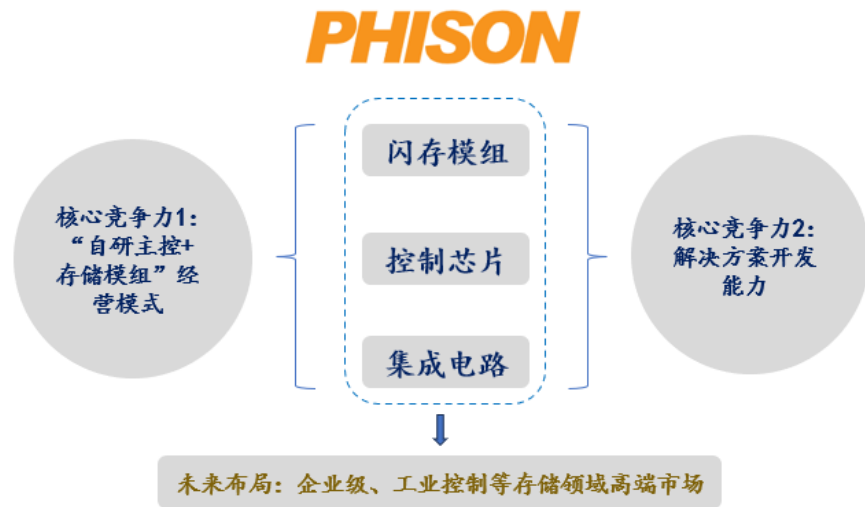 PHISON
闪存模组
核心竞争力1:
“自研主控+
存储模组”经
营模式
控制芯片
核心竞争力2:
解决方案开发
能力
集成电路
未来布局：企业级、工业控制等存储领域高端市场